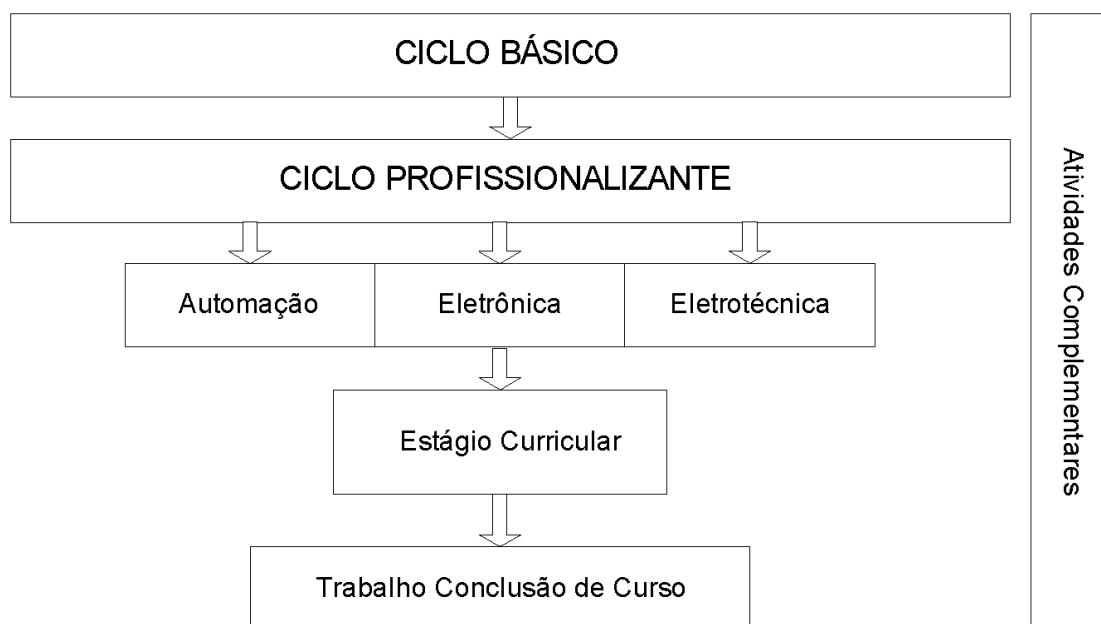 CICLO BÁSICO
CICLO PROFISSIONALIZANTE
Automação
Eletrônica
Eletrotécnica
Estágio Curricular
Trabalho Conclusão de Curso
Atividades Complementares